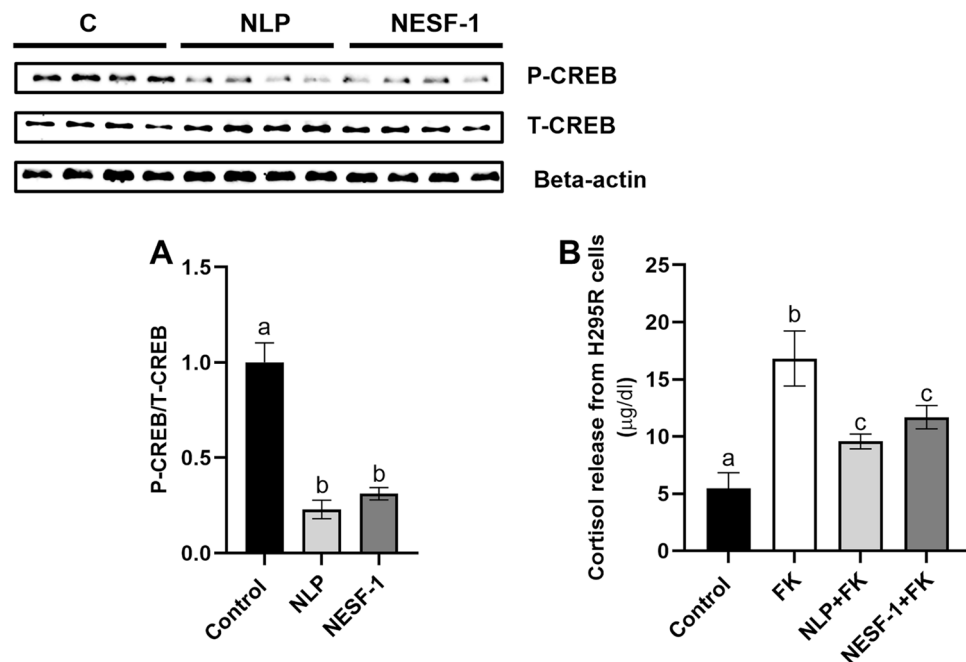 C NLP NESF-1
P-CREB
T-CREB
Beta-actin
A
P-CREB/T-CREB
1.5
1.0
0.5
0.0
a
b
b
Control
NLP
NESF-1
B
Cortisol release from H295R cells
(µg/dl)
25
20
15
10
5
0
a
b
c
c
Control
FK
NLP+FK
NESF-1+FK